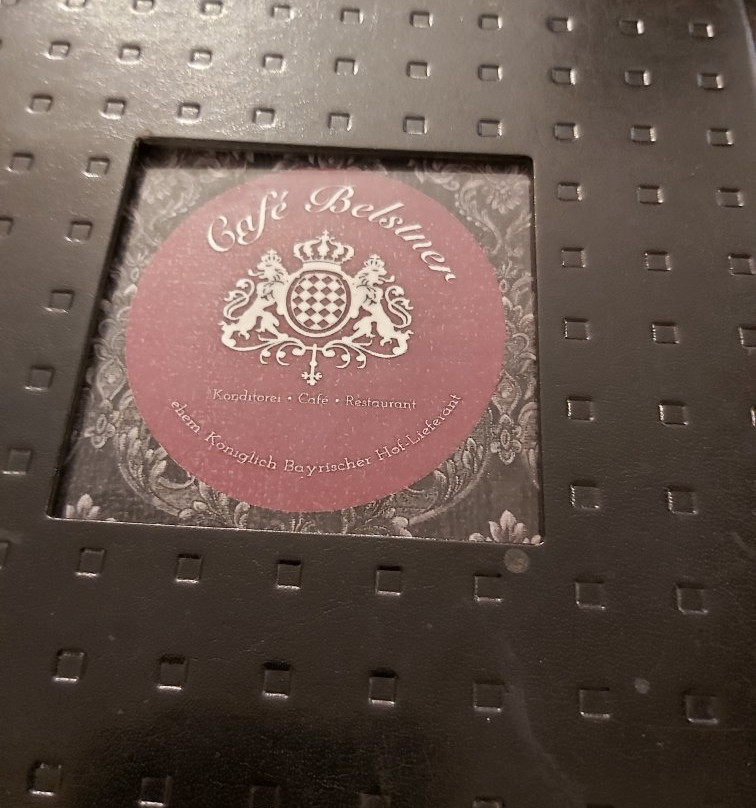 Café Belstner
Konditorei • Café • Restaurant
ehem. Königlich Bayrischer Hof-Lieferant